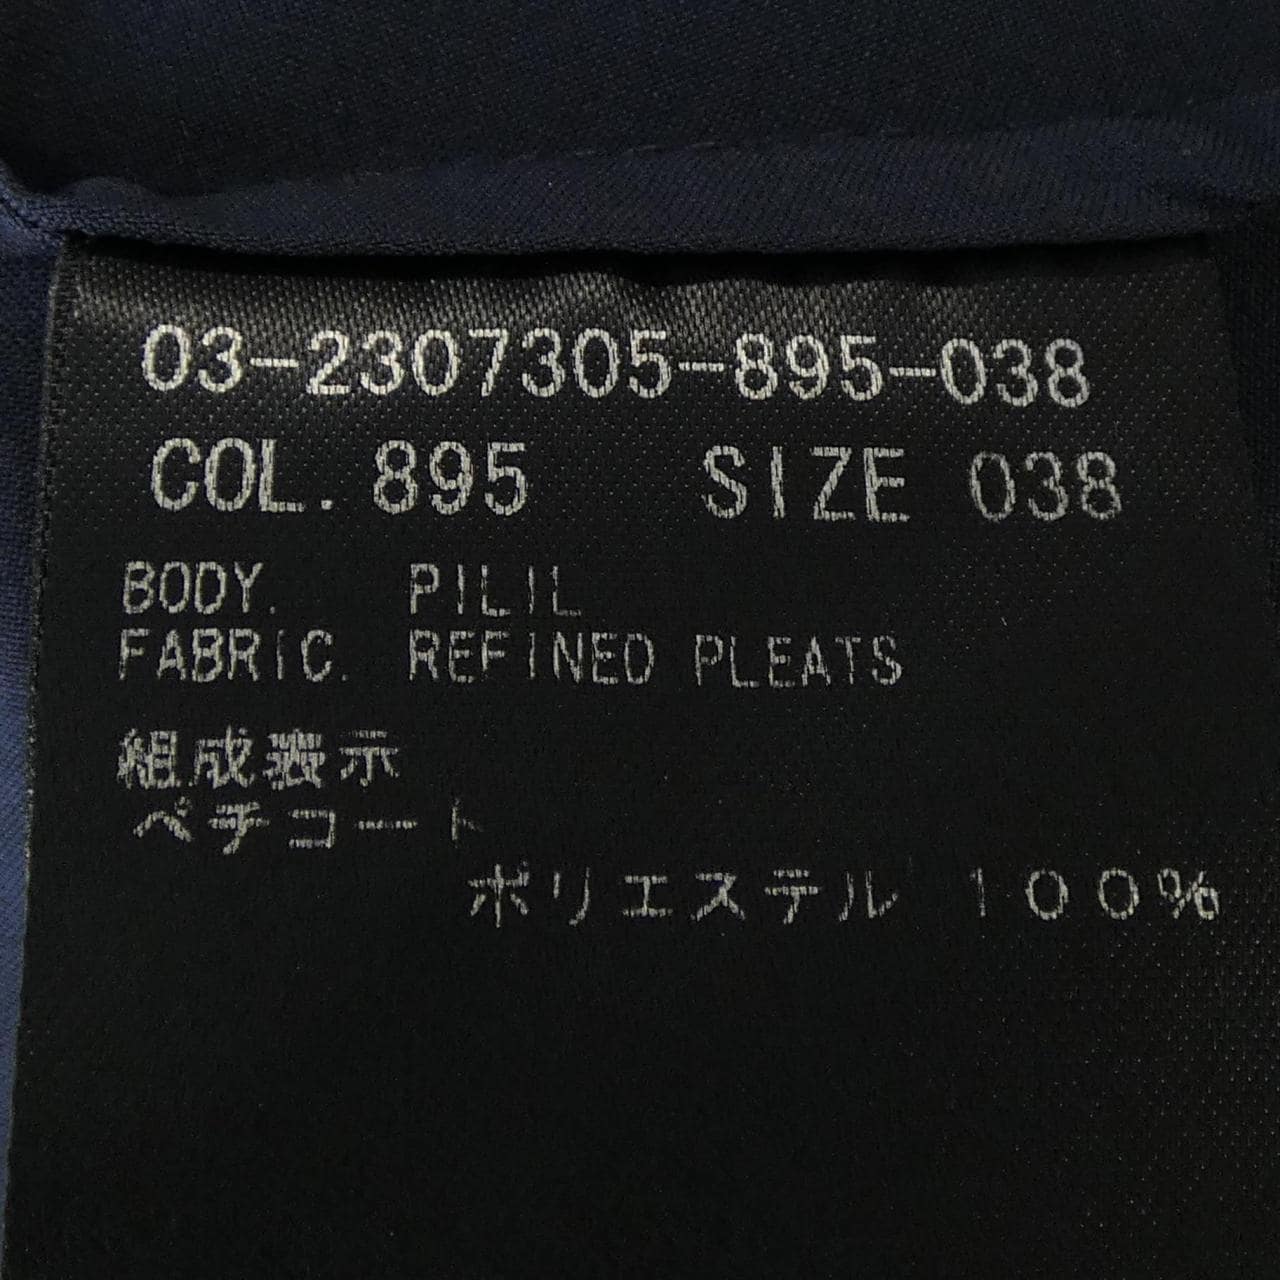 03-2307305-895-038
COL. 895 SIZE 038
BODY. PILIL
FABRIC. REFINED PLEATS
組成表示
ペチコート
ポリエステル 100%